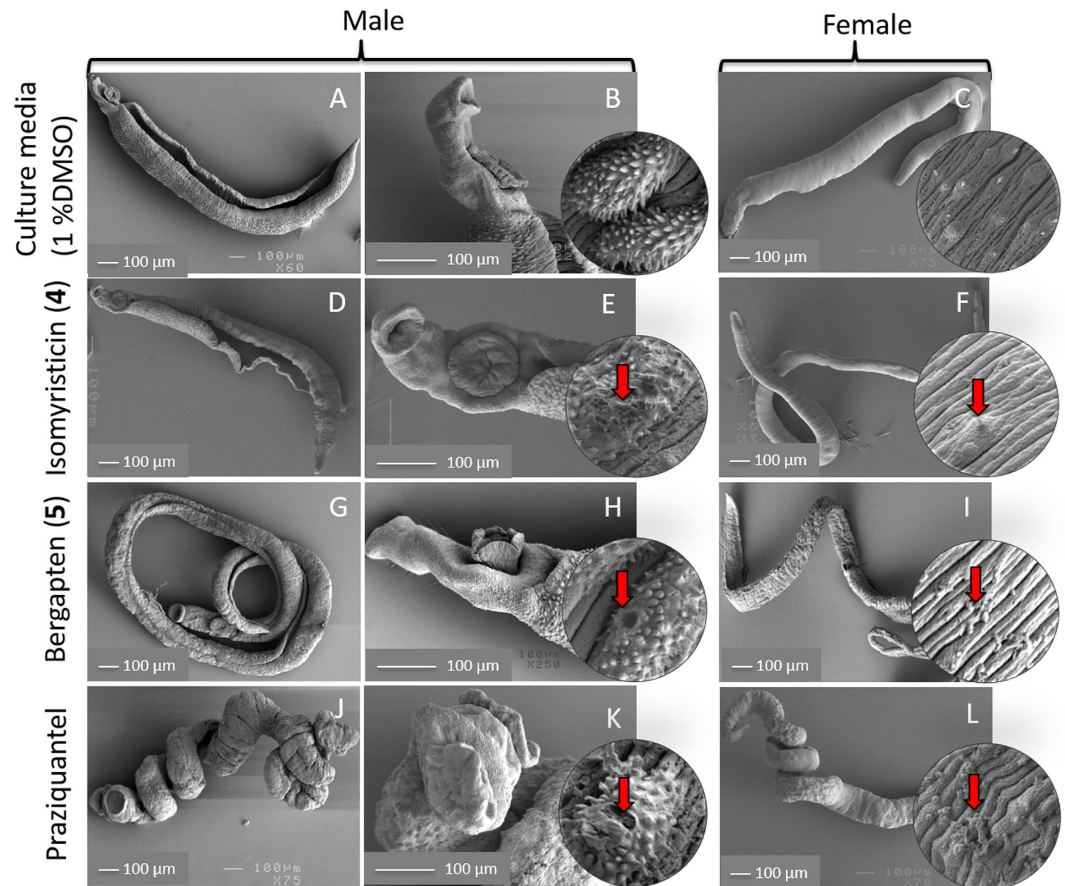 Male
Female
Culture media
(1 %DMSO)
A
100 μm
100μm
X60
B
100 μm
C
100 μm
100μm
X75
Isomyristicin (4)
D
100 μm
E
100 μm
F
100 μm
Bergapten (5)
G
100 μm
H
100 μm
100μm
X250
I
100 μm
Praziquantel
J
100 μm
100μm
X75
K
100 μm
L
100 μm